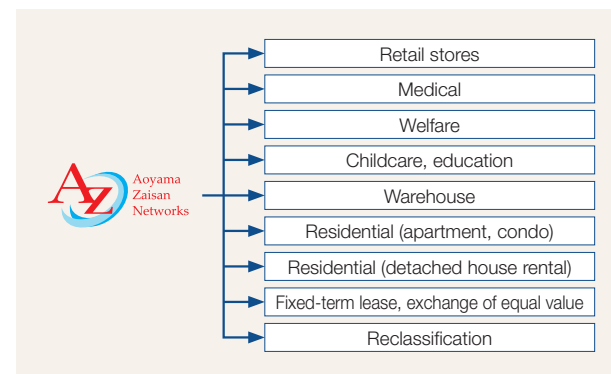 Retail stores
Medical
Welfare
Childcare, education
Warehouse
Residential (apartment, condo)
Residential (detached house rental)
Fixed-term lease, exchange of equal value
Reclassification
AZ
Aoyama
Zaisan
Networks